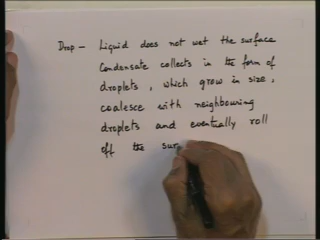 Drop – Liquid does not wet the surface
Condensate collects in the form of
droplets, which grow in size,
coalesce with neighbouring
droplets and eventually roll
off the sur